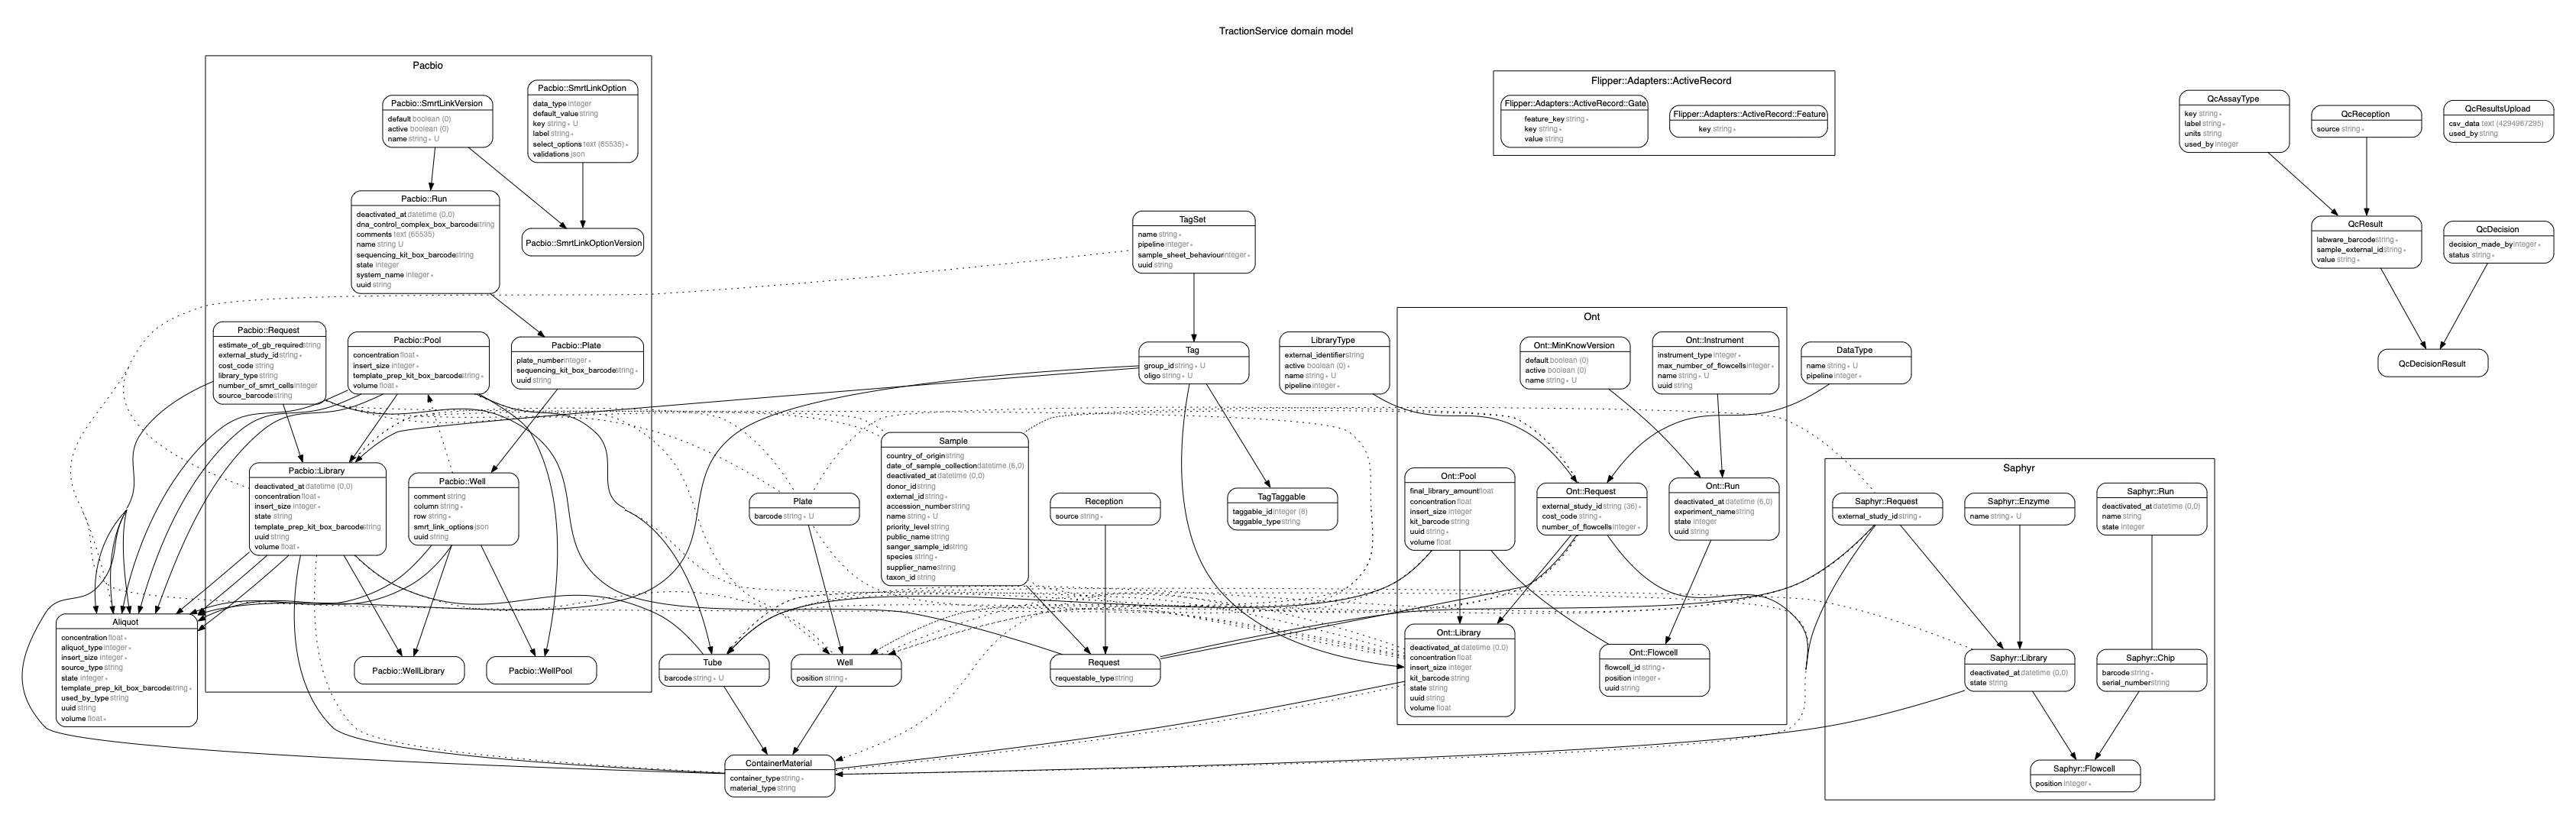 TractionService domain model
Pacbio
Pacbio::SmrtLinkVersion
default boolean (0)
active boolean (0)
name string ∗ U
Pacbio::SmrtLinkOption
data_type integer
default_value string
key string ∗ U
label string ∗
select_options text (65535) ∗
validations json
Pacbio::Run
deactivated_at datetime (0,0)
dna_control_complex_box_barcode string
comments text (65535)
name string U
sequencing_kit_box_barcode string
state integer
system_name integer ∗
uuid string
Pacbio::SmrtLinkOptionVersion
Pacbio::Request
estimate_of_gb_required string
external_study_id string ∗
cost_code string
library_type string
number_of_smrt_cells integer
source_barcode string
Pacbio::Pool
concentration float ∗
insert_size integer ∗
template_prep_kit_box_barcode string ∗
volume float ∗
Pacbio::Plate
plate_number integer ∗
sequencing_kit_box_barcode string ∗
uuid string
Pacbio::Library
deactivated_at datetime (0,0)
concentration float ∗
insert_size integer ∗
state string
template_prep_kit_box_barcode string
uuid string
volume float ∗
Pacbio::Well
comment string
column string ∗
row string ∗
smrt_link_options json
uuid string
Aliquot
concentration float ∗
aliquot_type integer ∗
insert_size integer ∗
source_type string
state integer ∗
template_prep_kit_box_barcode string ∗
used_by_type string
uuid string
volume float ∗
Pacbio::WellLibrary
Pacbio::WellPool
Tube
barcode string ∗ U
Well
position string ∗
ContainerMaterial
container_type string ∗
material_type string
Plate
barcode string ∗ U
Sample
country_of_origin string
date_of_sample_collection datetime (6,0)
deactivated_at datetime (0,0)
donor_id string
external_id string ∗
accession_number string
name string ∗ U
priority_level string
public_name string
sanger_sample_id string
species string ∗
supplier_name string
taxon_id string
Reception
source string ∗
Request
requestable_type string
TagSet
name string ∗
pipeline integer ∗
sample_sheet_behaviour integer ∗
uuid string
Tag
group_id string ∗ U
oligo string ∗ U
TagTaggable
taggable_id integer (8)
taggable_type string
LibraryType
external_identifier string
active boolean (0) ∗
name string ∗ U
pipeline integer ∗
Flipper::Adapters::ActiveRecord
Flipper::Adapters::ActiveRecord::Gate
feature_key string ∗
key string ∗
value string
Flipper::Adapters::ActiveRecord::Feature
key string ∗
Ont
Ont::MinKnowVersion
default boolean (0)
active boolean (0)
name string ∗ U
Ont::Instrument
instrument_type integer ∗
max_number_of_flowcells integer ∗
name string ∗ U
uuid string
Ont::Pool
final_library_amount float
concentration float
insert_size integer
kit_barcode string
uuid string ∗
volume float
Ont::Request
external_study_id string (36) ∗
cost_code string ∗
number_of_flowcells integer ∗
Ont::Run
deactivated_at datetime (6,0)
experiment_name string
state integer
uuid string
Ont::Library
deactivated_at datetime (0,0)
concentration float
insert_size integer
kit_barcode string
state string
uuid string
volume float
Ont::Flowcell
flowcell_id string ∗
position integer ∗
uuid string
DataType
name string ∗ U
pipeline integer ∗
Saphyr
Saphyr::Request
external_study_id string ∗
Saphyr::Enzyme
name string ∗ U
Saphyr::Run
deactivated_at datetime (0,0)
name string
state integer
Saphyr::Library
deactivated_at datetime (0,0)
state string
Saphyr::Chip
barcode string ∗
serial_number string
Saphyr::Flowcell
position integer ∗
QcAssayType
key string ∗
label string ∗
units string
used_by integer
QcReception
source string ∗
QcResultsUpload
csv_data text (4294967295)
used_by string
QcResult
labware_barcode string ∗
sample_external_id string ∗
value string ∗
QcDecision
decision_made_by integer ∗
status string ∗
QcDecisionResult